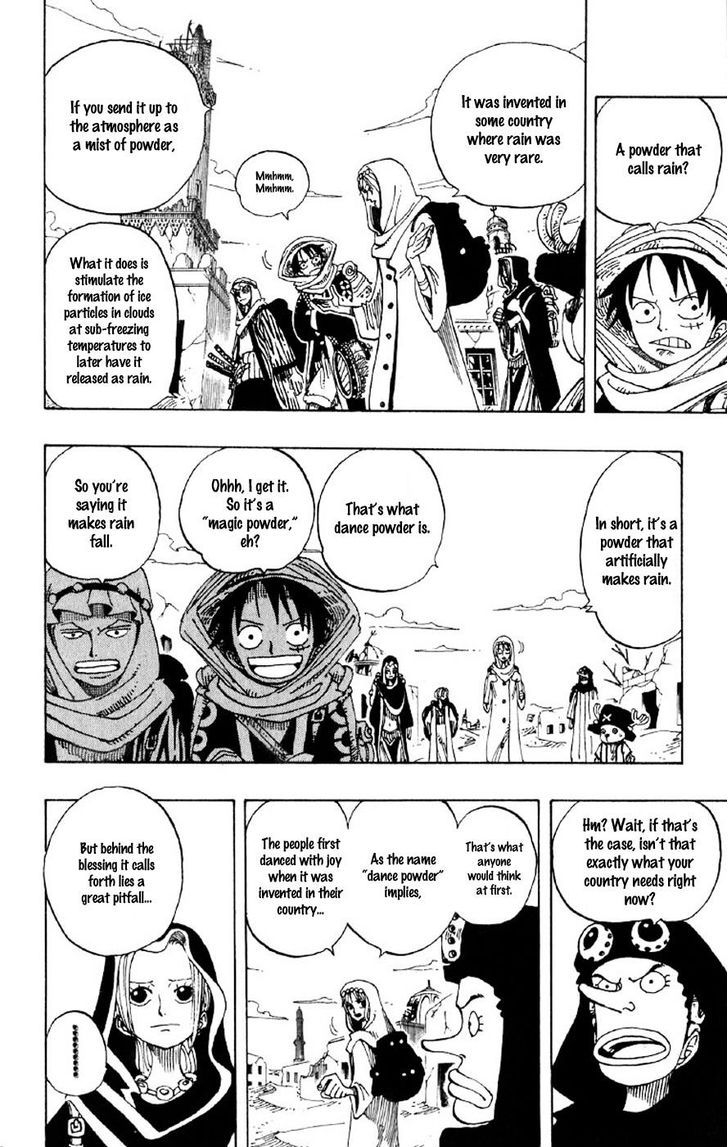 A powder that
calls rain?
It was invented in
some country
where rain was
very rare.
Mmhmm,
Mmhmm.
If you send it up to
the atmosphere as
a mist of powder,
What it does is
stimulate the
formation of ice
particles in clouds
at sub-freezing
temperatures to
later have it
released as rain.
In short, it's a
powder that
artificially
makes rain.
That's what
dance powder is.
Ohhh, I get it.
So it's a
"magic powder,"
eh?
So you're
saying it
makes rain
fall.
Hm? Wait, if that's
the case, isn't that
exactly what your
country needs right
now?
That's what
anyone
would think
at first.
As the name
"dance powder"
implies,
The people first
danced with joy
when it was
invented in their
country...
But behind the
blessing it calls
forth lies a
great pitfall...
.........